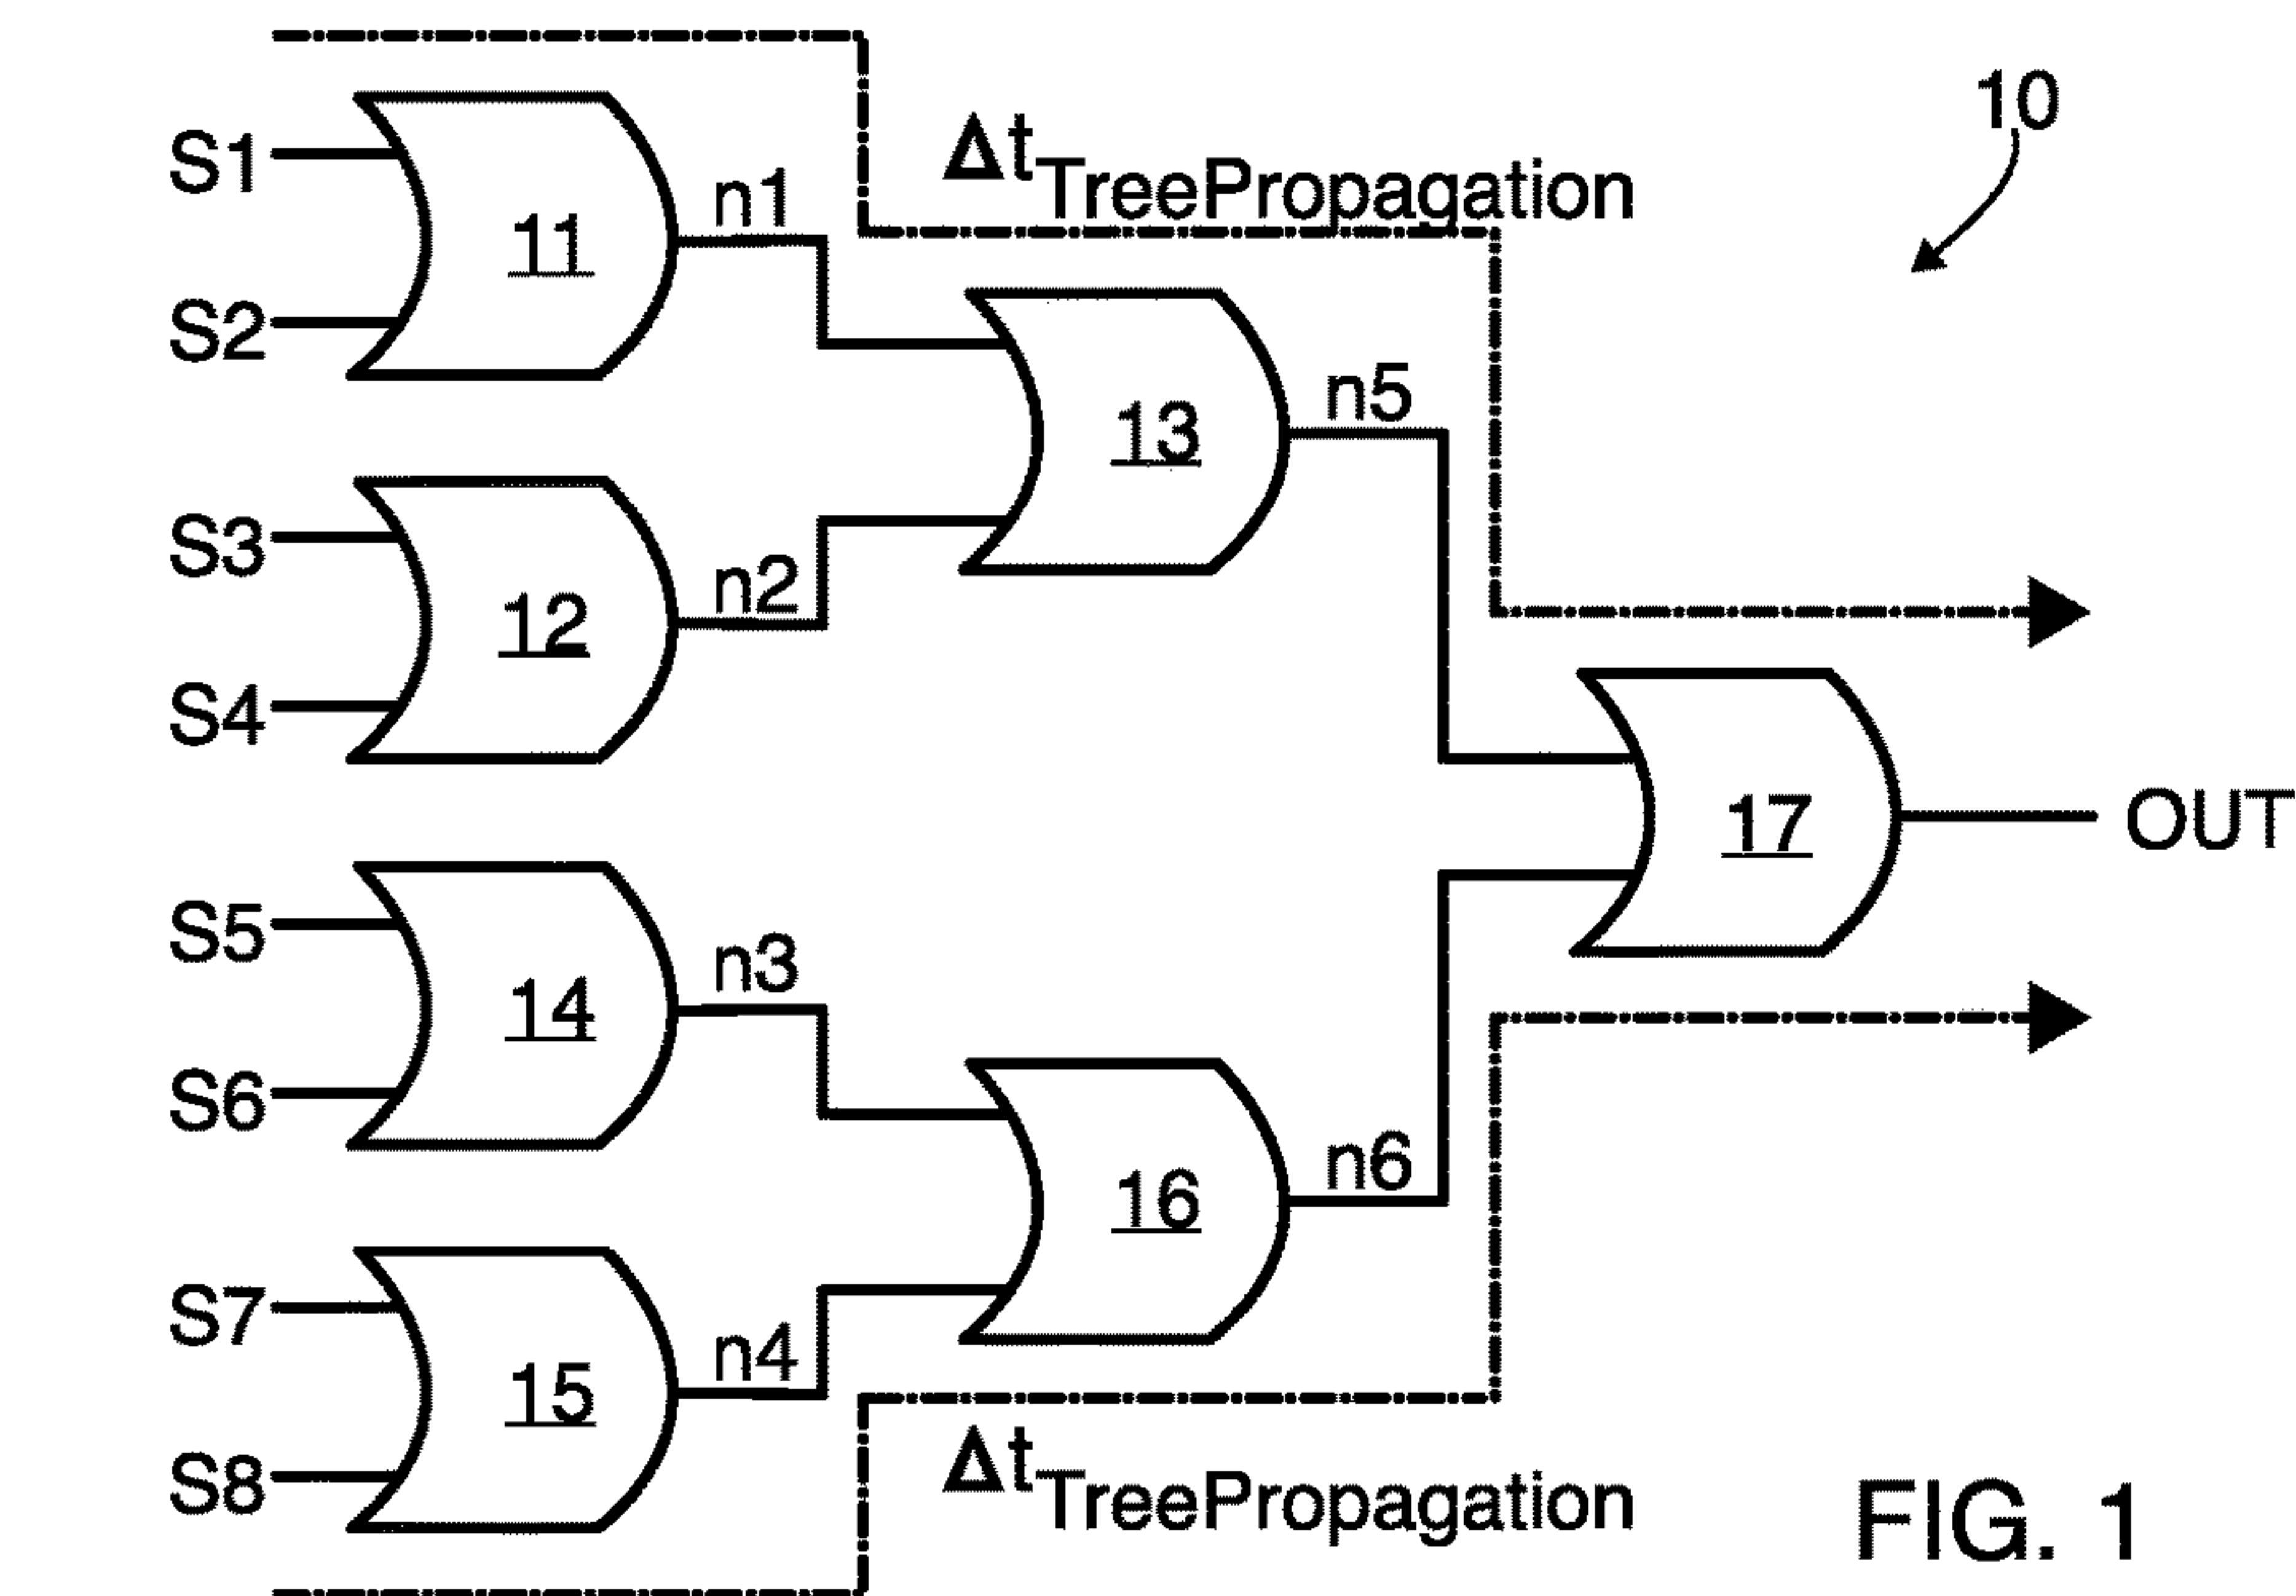 10
S1
11
n1
Δt TreePropagation
S2
13
n5
S3
12
n2
S4
17
OUT
S5
14
n3
S6
16
n6
S7
15
n4
S8
Δt TreePropagation
FIG. 1